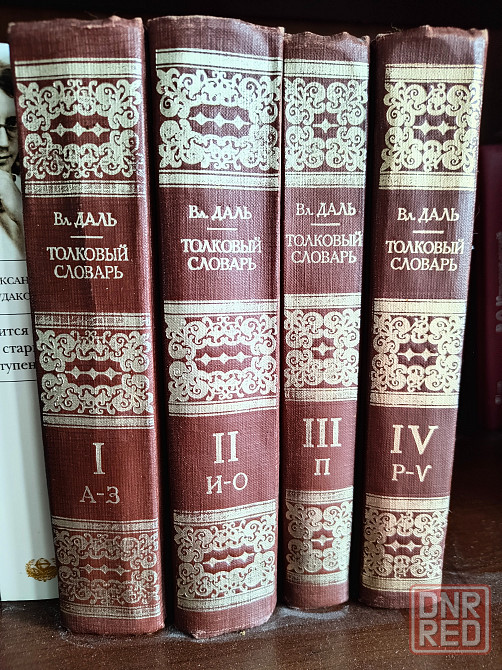 Вл. ДАЛЬ
ТОЛКОВЫЙ
СЛОВАРЬ
I
А-З
Вл. ДАЛЬ
ТОЛКОВЫЙ
СЛОВАРЬ
II
И-О
Вл. ДАЛЬ
ТОЛКОВЫЙ
СЛОВАРЬ
III
П
Вл. ДАЛЬ
ТОЛКОВЫЙ
СЛОВАРЬ
IV
Р-Ѵ
DNR
RED